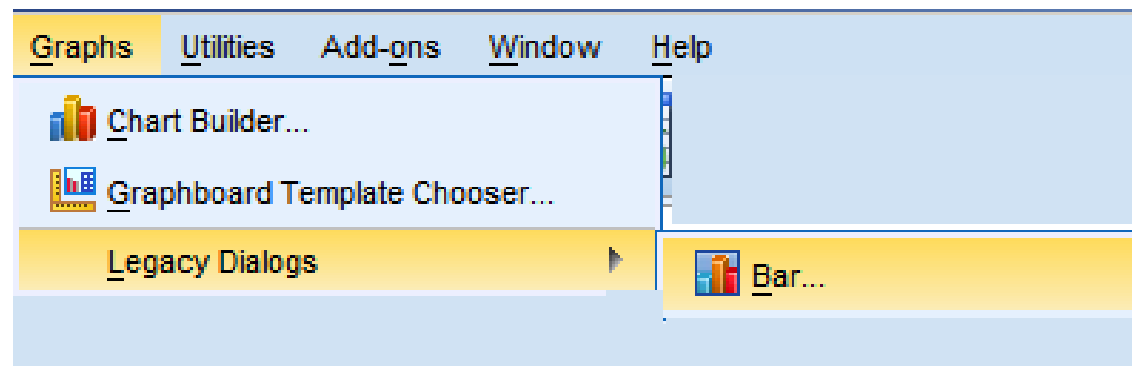 Graphs Utilities Add-ons Window Help
Chart Builder...
Graphboard Template Chooser...
Legacy Dialogs
Bar...